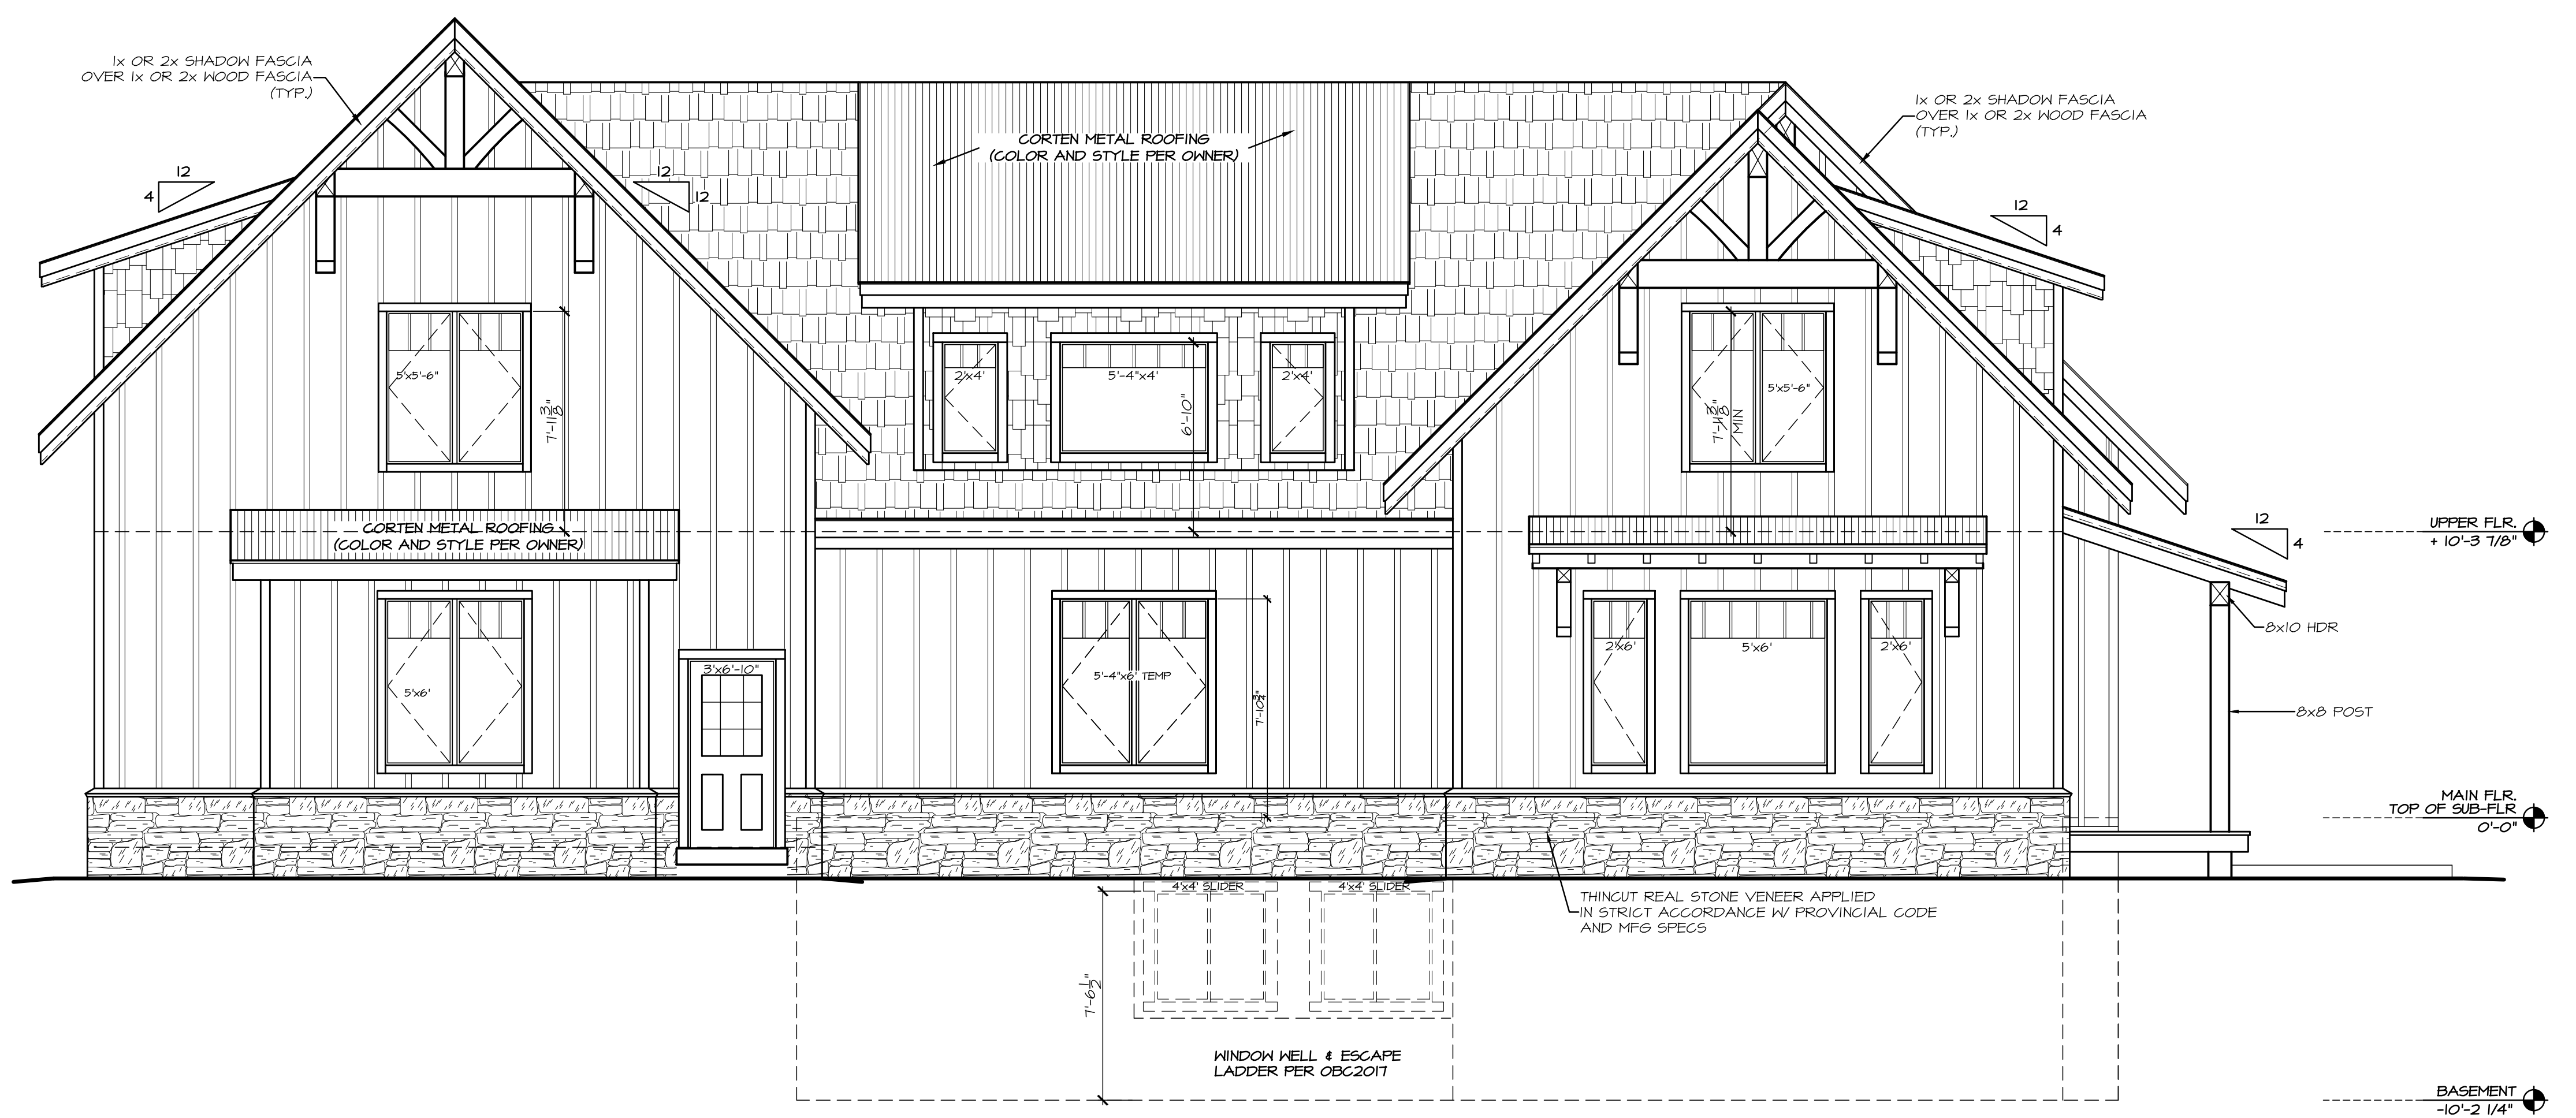 1x OR 2x SHADOW FASCIA
OVER 1x OR 2x WOOD FASCIA
(TYP.)
1x OR 2x SHADOW FASCIA
OVER 1x OR 2x WOOD FASCIA
(TYP.)
CORTEN METAL ROOFING
(COLOR AND STYLE PER OWNER)
12
4
12
12
12
4
5'x5'-6"
7'-11 3/8"
2'x4'
5'-4"x4'
2'x4'
6'-10"
7'-11 3/8"
MIN
5'x5'-6"
CORTEN METAL ROOFING
(COLOR AND STYLE PER OWNER)
12
4
UPPER FLR.
+ 10'-3 7/8"
8x10 HDR
3'x6'-10"
5'x6'
5'-4"x6' TEMP
7'-10 3/4"
2'x6'
5'x6'
2'x6'
8x8 POST
MAIN FLR.
TOP OF SUB-FLR
0'-0"
4'x4' SLIDER
4'x4' SLIDER
THINCUT REAL STONE VENEER APPLIED
IN STRICT ACCORDANCE W/ PROVINCIAL CODE
AND MFG SPECS
7'-6 1/2"
WINDOW WELL & ESCAPE
LADDER PER OBC2017
BASEMENT
-10'-2 1/4"